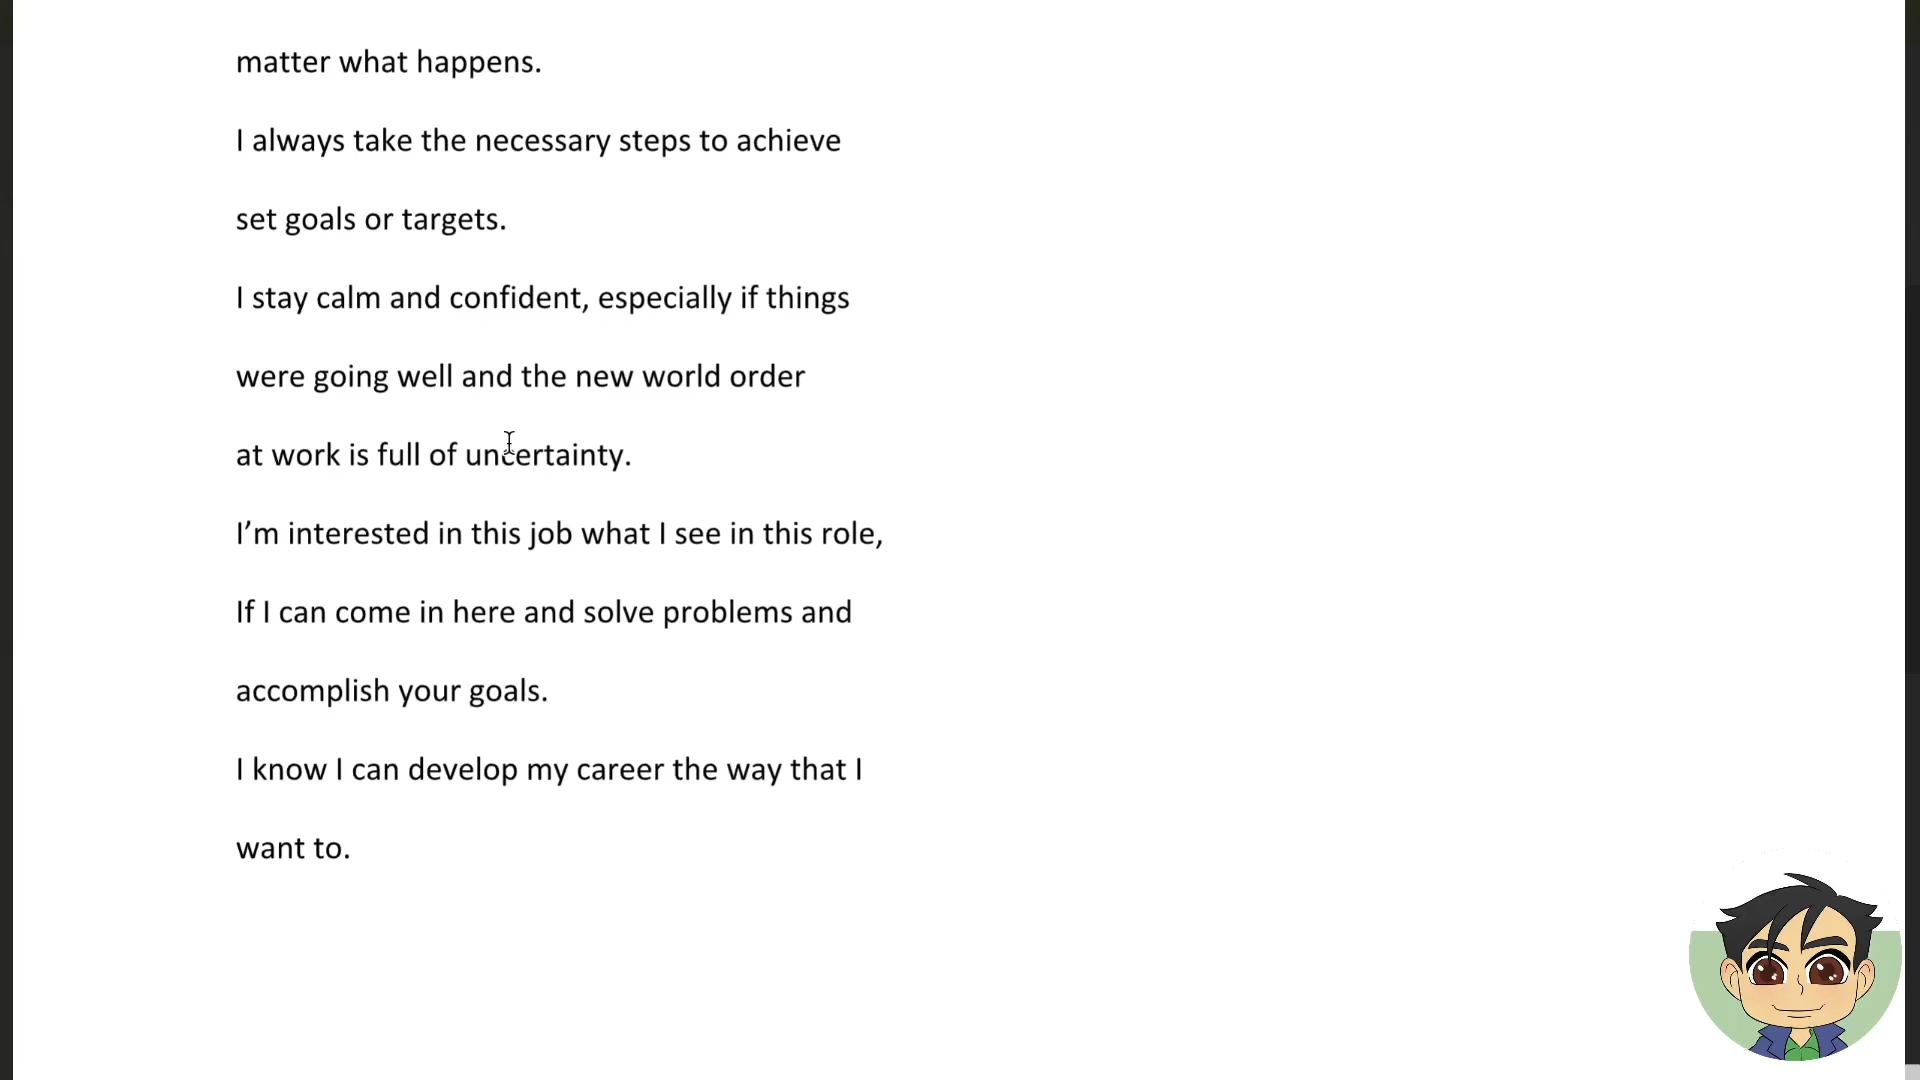 matter what happens.
I always take the necessary steps to achieve
set goals or targets.
I stay calm and confident, especially if things
were going well and the new world order
at work is full of uncertainty.
I’m interested in this job what I see in this role,
If I can come in here and solve problems and
accomplish your goals.
I know I can develop my career the way that I
want to.